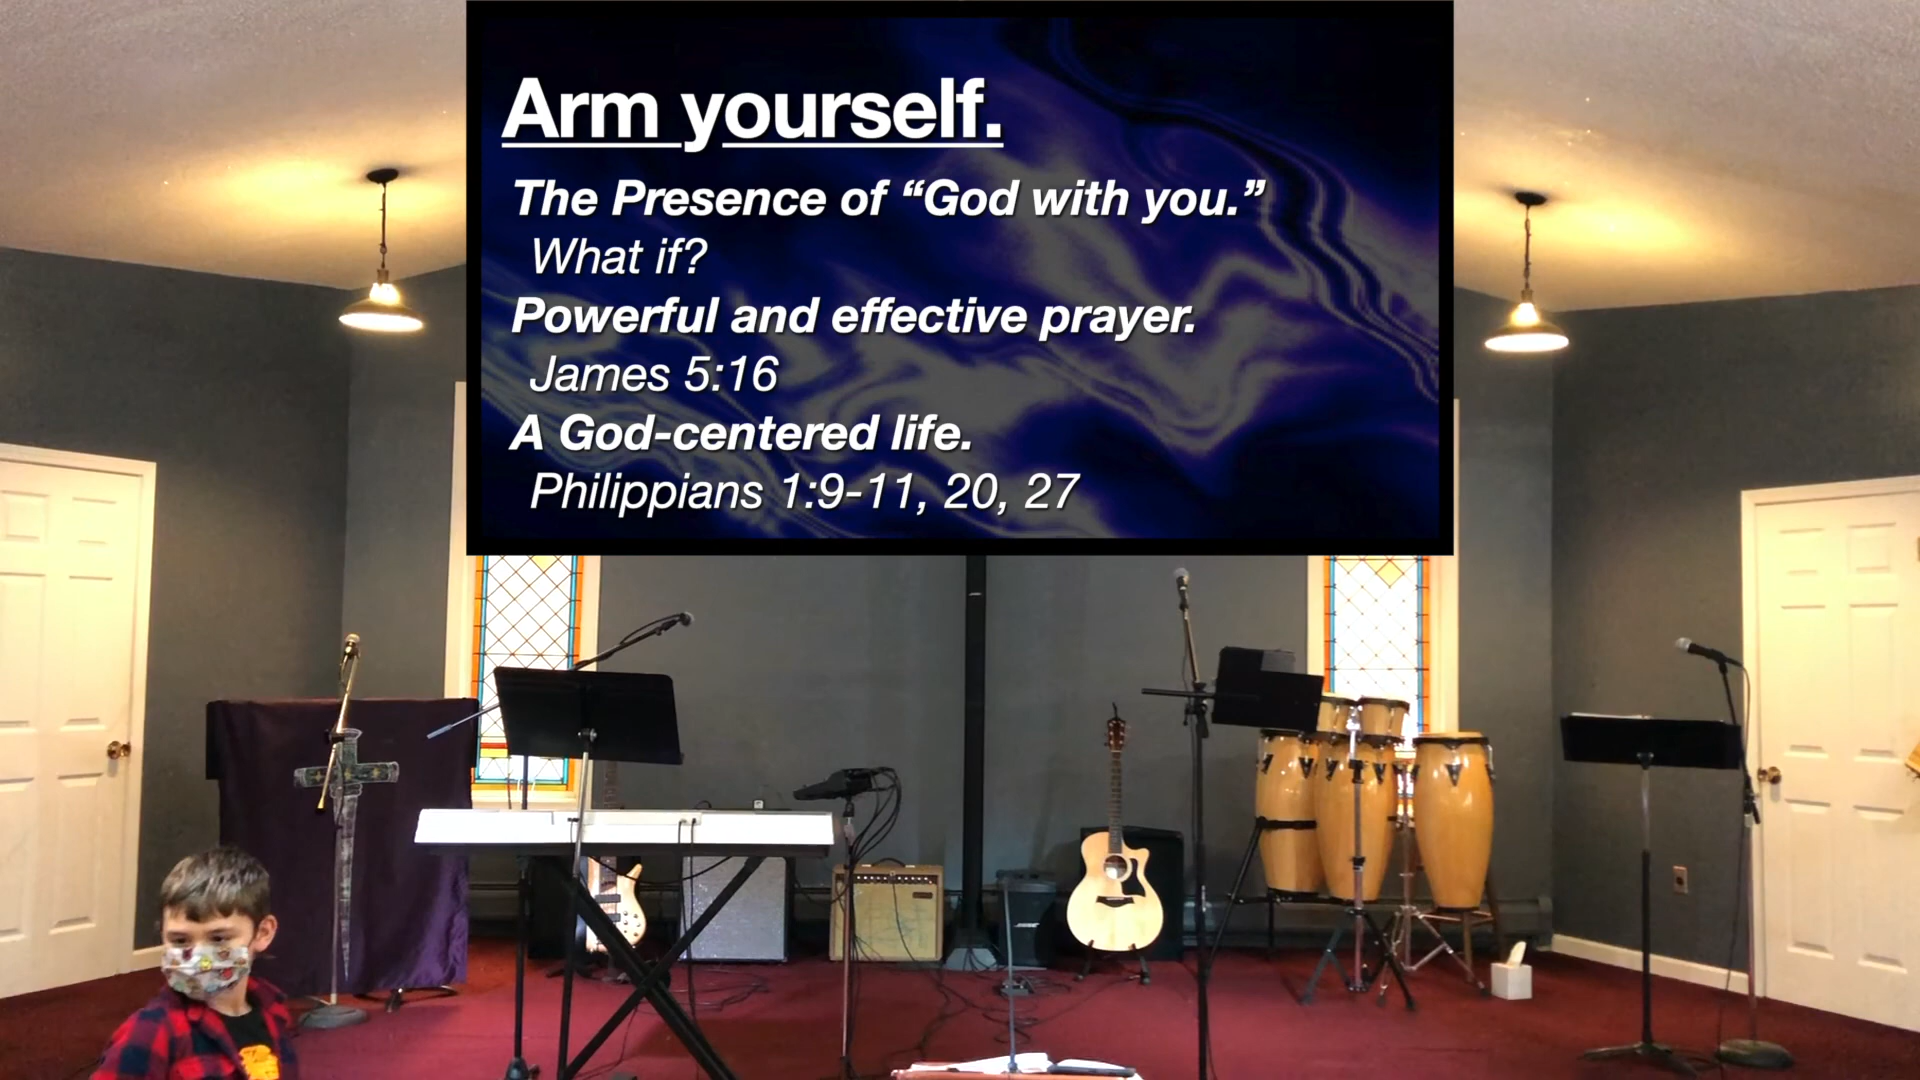 Arm yourself.
The Presence of “God with you.”
What if?
Powerful and effective prayer.
James 5:16
A God-centered life.
Philippians 1:9-11, 20, 27